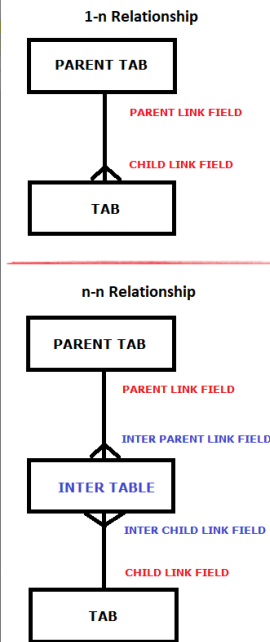 1-n Relationship
PARENT TAB
PARENT LINK FIELD
CHILD LINK FIELD
TAB
n-n Relationship
PARENT TAB
PARENT LINK FIELD
INTER PARENT LINK FIELD
INTER TABLE
INTER CHILD LINK FIELD
CHILD LINK FIELD
TAB